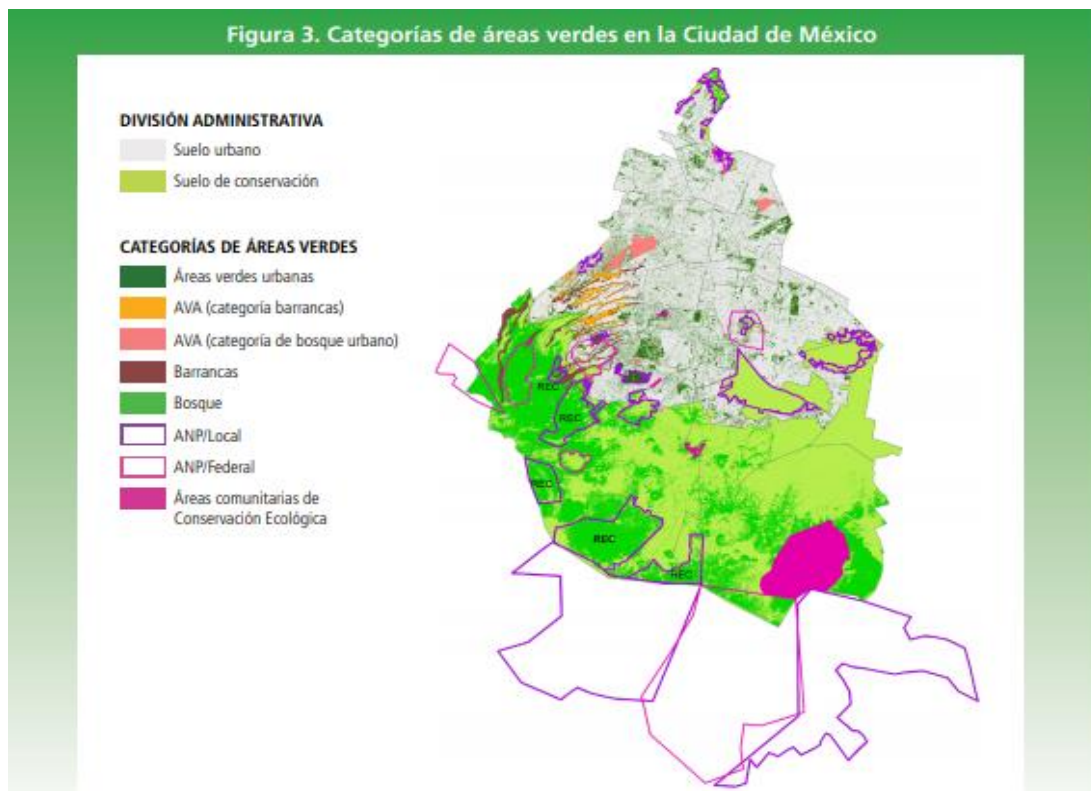 Figura 3. Categorías de áreas verdes en la Ciudad de México
DIVISIÓN ADMINISTRATIVA
Suelo urbano
Suelo de conservación
CATEGORÍAS DE ÁREAS VERDES
Áreas verdes urbanas
AVA (categoría barrancas)
AVA (categoría de bosque urbano)
Barrancas
Bosque
ANP/Local
ANP/Federal
Áreas comunitarias de
Conservación Ecológica
REC
REC
REC
REC
REC